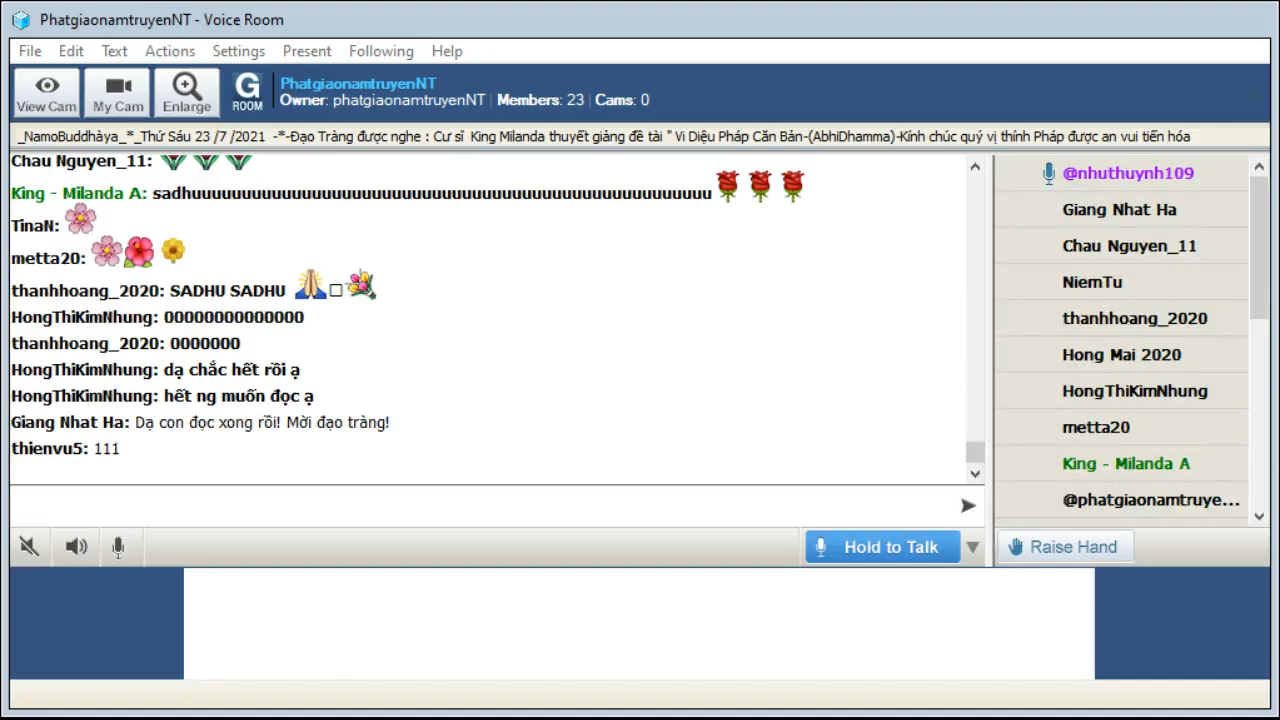 PhatgiaonamtruyenNT - Voice Room
File Edit Text Actions Settings Present Following Help
View Cam
My Cam
Enlarge
G ROOM
PhatgiaonamtruyenNT
Owner: phatgiaonamtruyenNT | Members: 23 | Cams: 0
_NamoBuddhàya_*_Thứ Sáu 23 /7 /2021 -*-Đạo Tràng được nghe : Cư sĩ King Milanda thuyết giảng đề tài " Vi Diệu Pháp Căn Bản-(AbhiDhamma)-Kính chúc quý vị thính Pháp được an vui tiến hóa
Chau Nguyen_11:
King - Milanda A: sadhuuuuuuuuuuuuuuuuuuuuuuuuuuuuuuuuuuuuuuuuuuuuuuuuuuuu
TinaN:
metta20:
thanhhoang_2020: SADHU SADHU
HongThiKimNhung: 00000000000000
thanhhoang_2020: 0000000
HongThiKimNhung: dạ chắc hết rồi ạ
HongThiKimNhung: hết ng muốn đọc ạ
Giang Nhat Ha: Dạ con đọc xong rồi! Mời đạo tràng!
thienvu5: 111
@nhuthuynh109
Giang Nhat Ha
Chau Nguyen_11
NiemTu
thanhhoang_2020
Hong Mai 2020
HongThiKimNhung
metta20
King - Milanda A
@phatgiaonamtruye...
Hold to Talk
Raise Hand